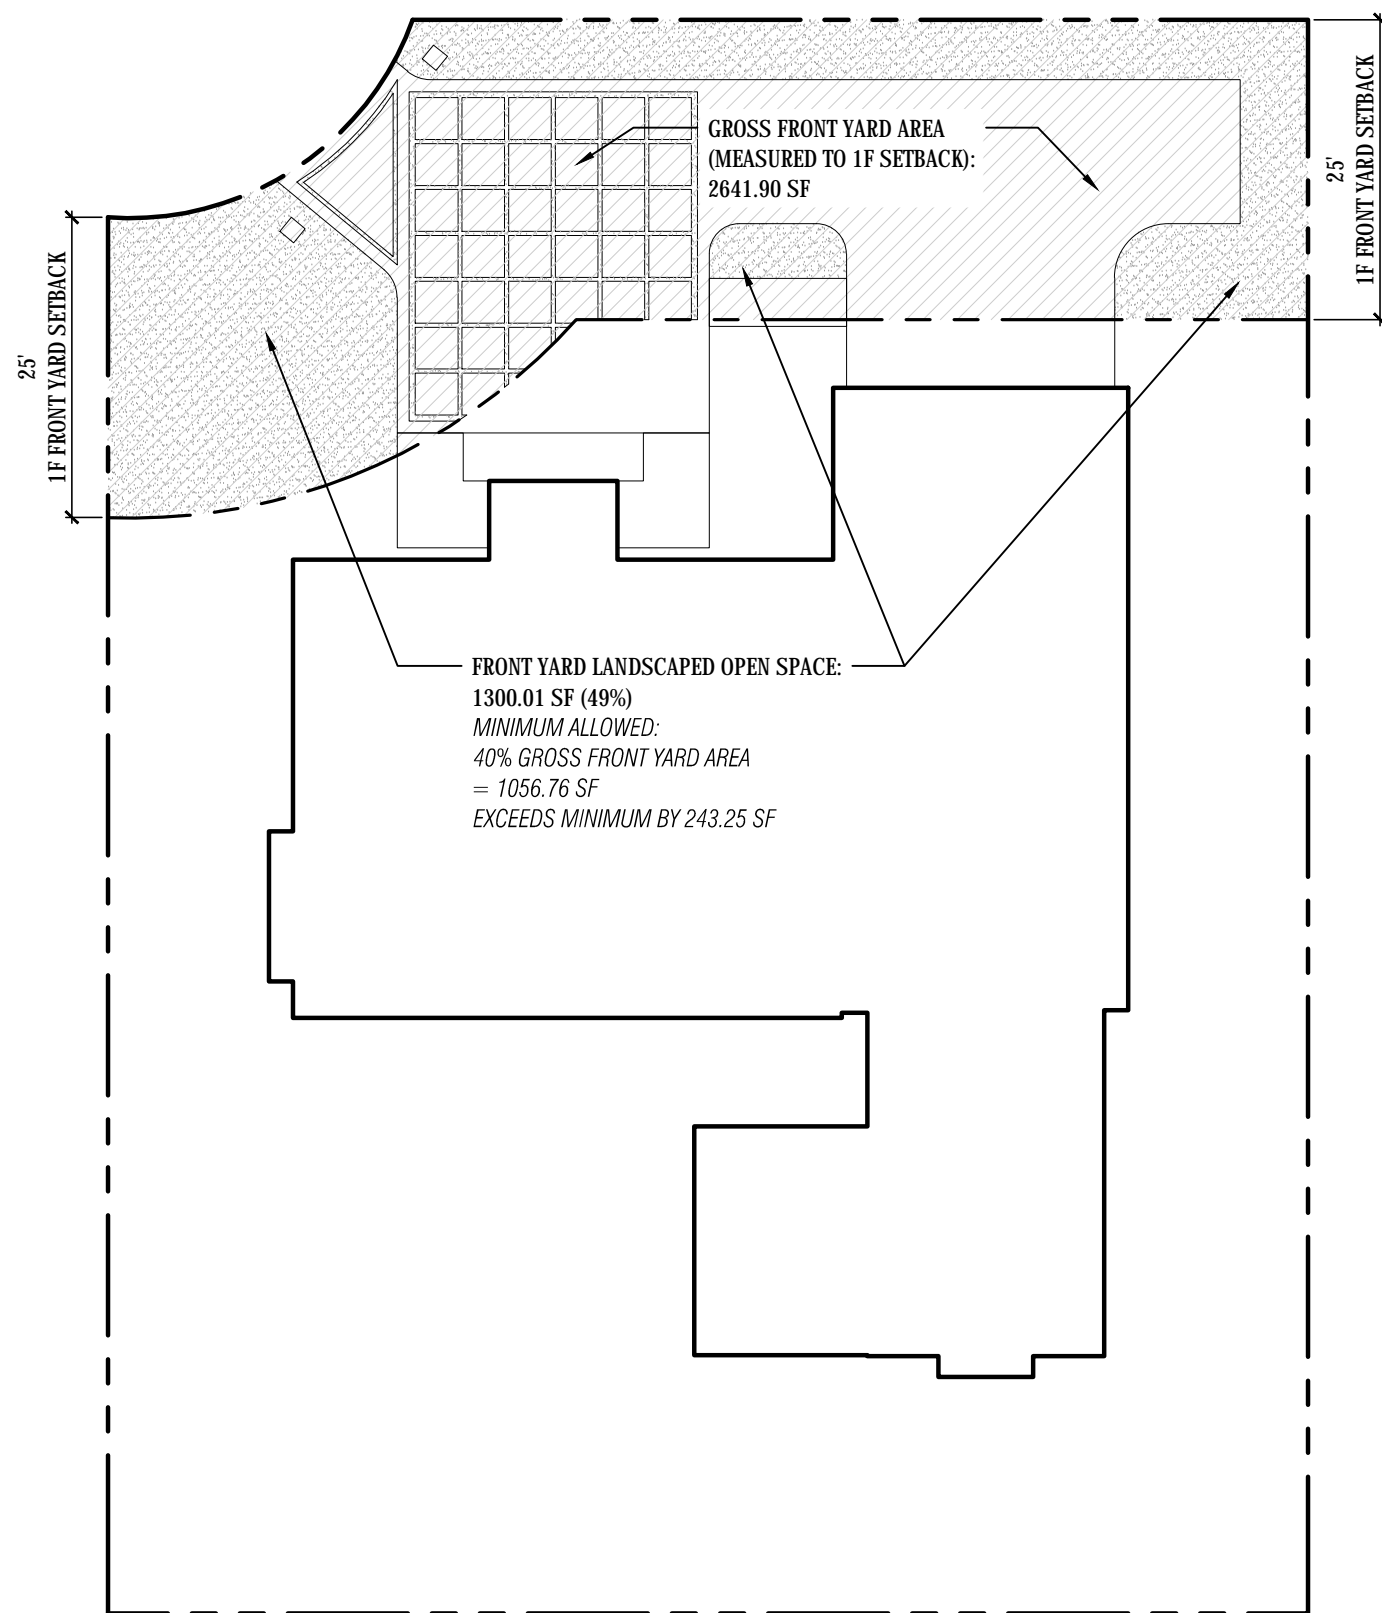 GROSS FRONT YARD AREA
(MEASURED TO 1F SETBACK):
2641.90 SF
25'
1F FRONT YARD SETBACK
25'
1F FRONT YARD SETBACK
FRONT YARD LANDSCAPED OPEN SPACE:
1300.01 SF (49%)
MINIMUM ALLOWED:
40% GROSS FRONT YARD AREA
= 1056.76 SF
EXCEEDS MINIMUM BY 243.25 SF